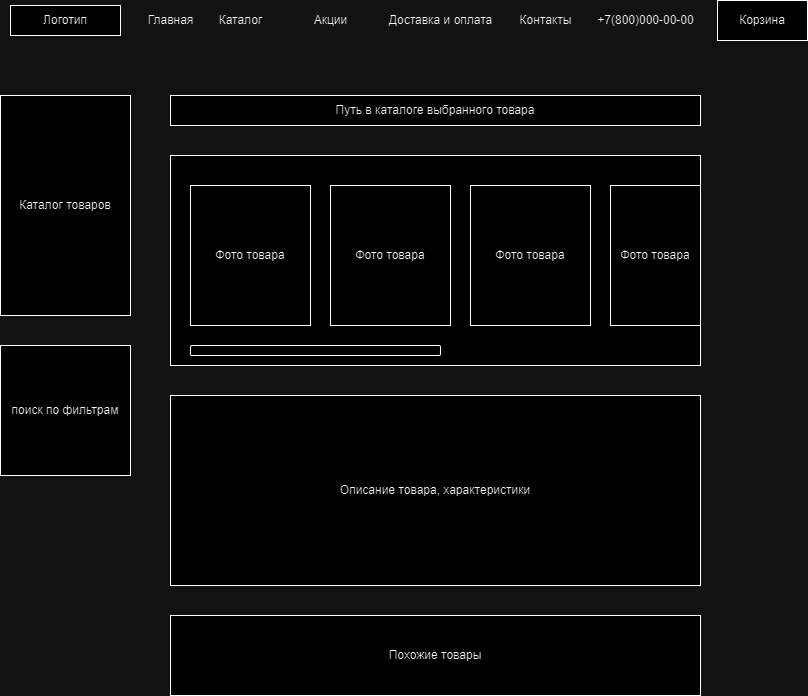 Логотип
Главная
Каталог
Акции
Доставка и оплата
Контакты
+7(800)000-00-00
Корзина
Путь в каталоге выбранного товара
Каталог товаров
Фото товара
Фото товара
Фото товара
Фото товара
поиск по фильтрам
Описание товара, характеристики
Похожие товары